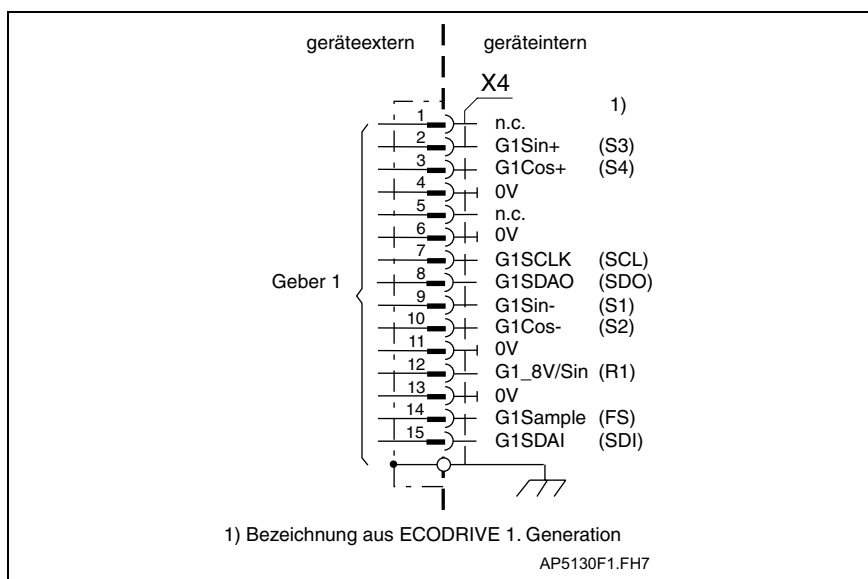 geräteextern geräteintern
X4
1)
1 n.c.
2 G1Sin+ (S3)
3 G1Cos+ (S4)
4 0V
5 n.c.
6 0V
7 G1SCLK (SCL)
Geber 1 8 G1SDAO (SDO)
9 G1Sin- (S1)
10 G1Cos- (S2)
11 0V
12 G1_8V/Sin (R1)
13 0V
14 G1Sample (FS)
15 G1SDAI (SDI)
1) Bezeichnung aus ECODRIVE 1. Generation
AP5130F1.FH7